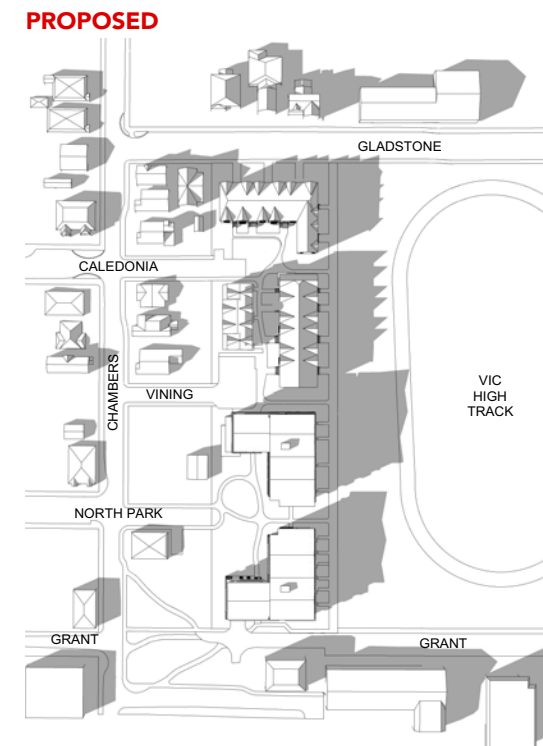 PROPOSED
GLADSTONE
CALEDONIA
CHAMBERS
VINING
VIC
HIGH
TRACK
NORTH PARK
GRANT
GRANT